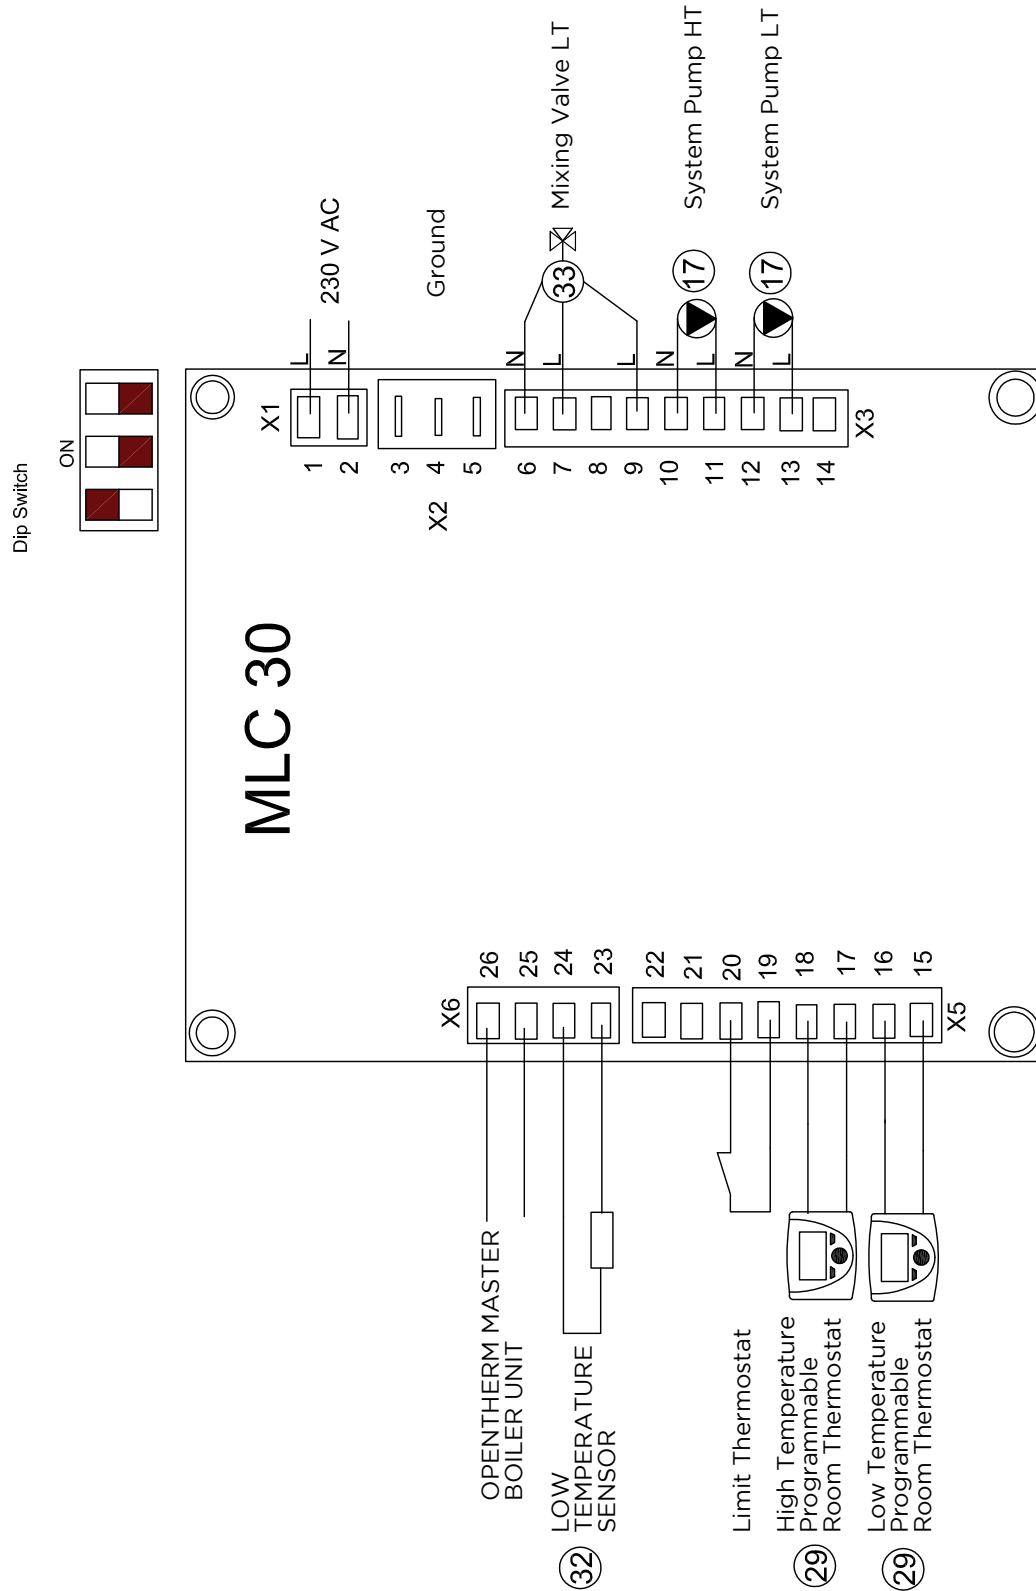 Dip Switch
ON
MLC 30
X1
1
2
L
N
230 V AC
X2
3
4
5
Ground
X3
6
7
8
9
10
11
12
13
14
N
L
L
N
L
N
L
33
Mixing Valve LT
17
System Pump HT
17
System Pump LT
X6
26
25
24
23
OPENTHERM MASTER
BOILER UNIT
32
LOW
TEMPERATURE
SENSOR
22
21
20
19
18
17
16
15
X5
Limit Thermostat
29
High Temperature
Programmable
Room Thermostat
29
Low Temperature
Programmable
Room Thermostat